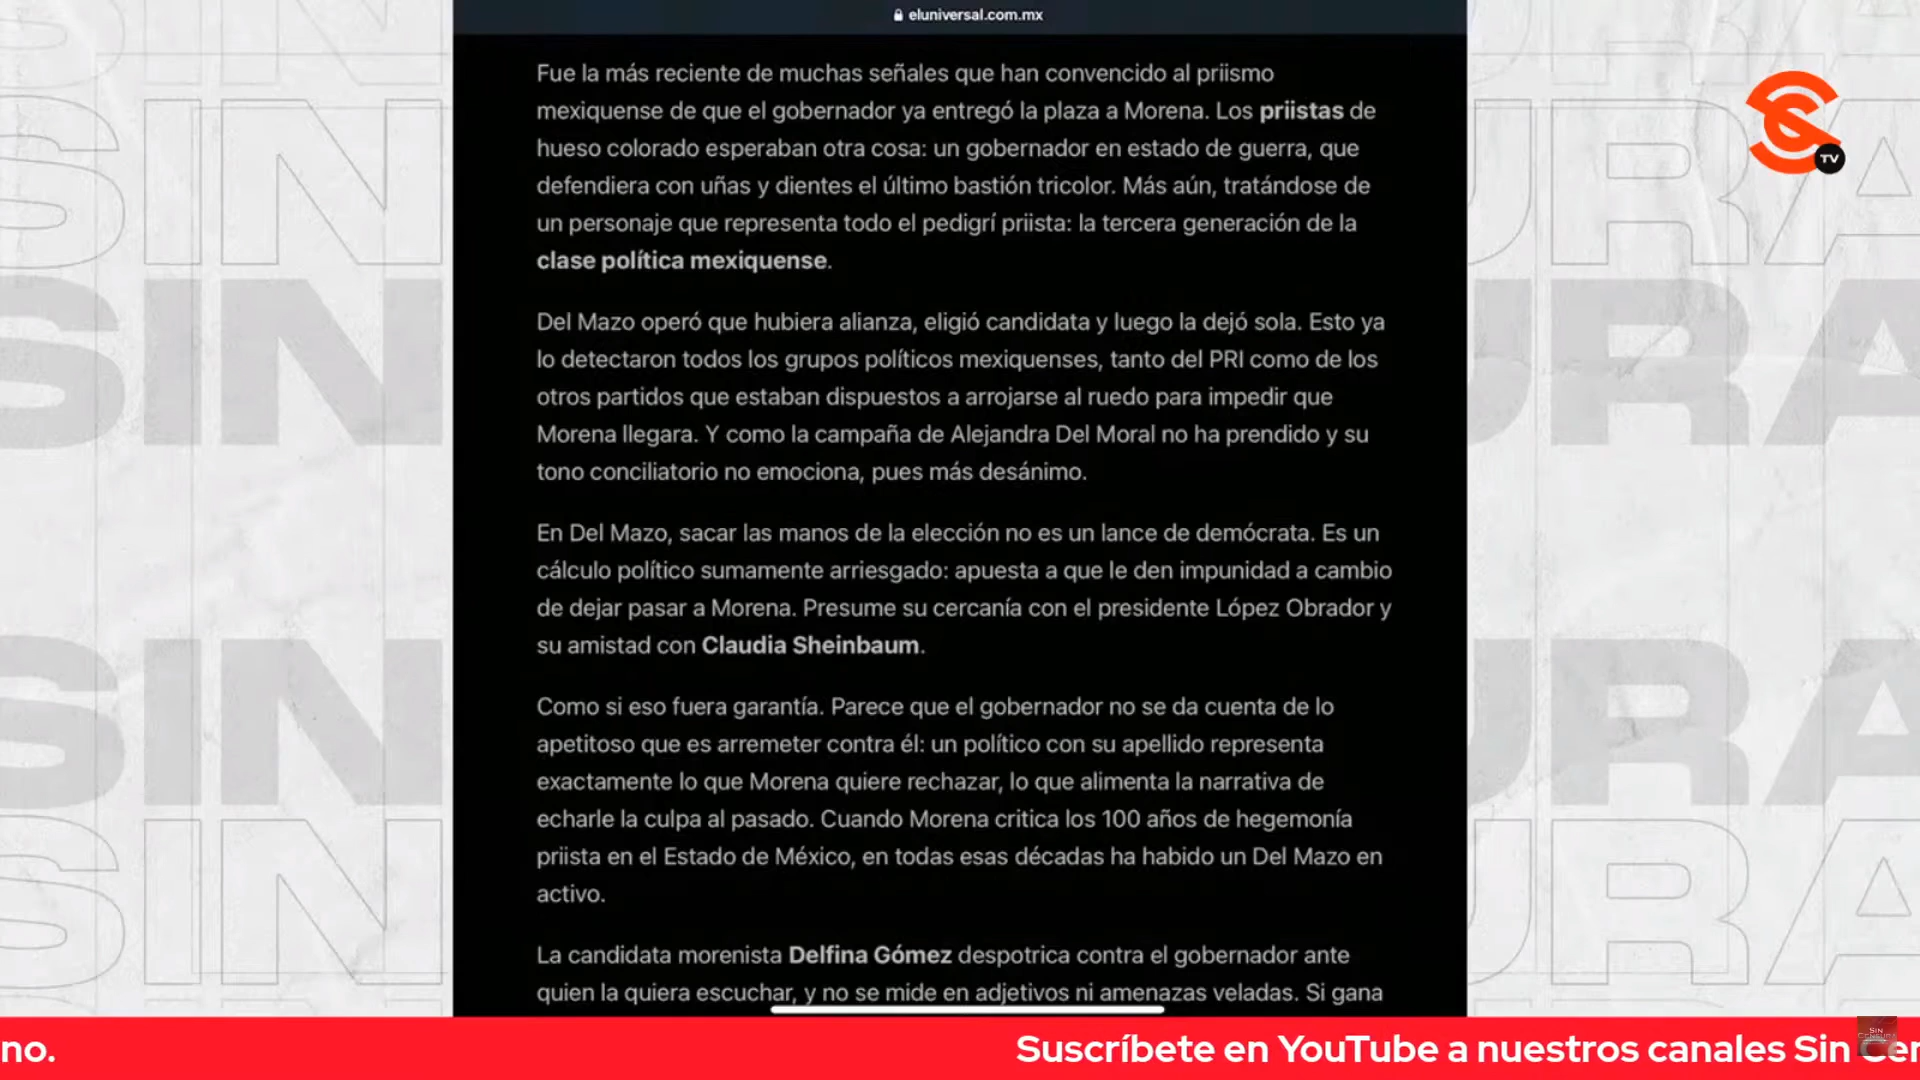 eluniversal.com.mx
Fue la más reciente de muchas señales que han convencido al priismo
mexiquense de que el gobernador ya entregó la plaza a Morena. Los priistas de
hueso colorado esperaban otra cosa: un gobernador en estado de guerra, que
defendiera con uñas y dientes el último bastión tricolor. Más aún, tratándose de
un personaje que representa todo el pedigrí priista: la tercera generación de la
clase política mexiquense.
Del Mazo operó que hubiera alianza, eligió candidata y luego la dejó sola. Esto ya
lo detectaron todos los grupos políticos mexiquenses, tanto del PRI como de los
otros partidos que estaban dispuestos a arrojarse al ruedo para impedir que
Morena llegara. Y como la campaña de Alejandra Del Moral no ha prendido y su
tono conciliatorio no emociona, pues más desánimo.
En Del Mazo, sacar las manos de la elección no es un lance de demócrata. Es un
cálculo político sumamente arriesgado: apuesta a que le den impunidad a cambio
de dejar pasar a Morena. Presume su cercanía con el presidente López Obrador y
su amistad con Claudia Sheinbaum.
Como si eso fuera garantía. Parece que el gobernador no se da cuenta de lo
apetitoso que es arremeter contra él: un político con su apellido representa
exactamente lo que Morena quiere rechazar, lo que alimenta la narrativa de
echarle la culpa al pasado. Cuando Morena critica los 100 años de hegemonía
priista en el Estado de México, en todas esas décadas ha habido un Del Mazo en
activo.
La candidata morenista Delfina Gómez despotrica contra el gobernador ante
quien la quiera escuchar, y no se mide en adjetivos ni amenazas veladas. Si gana
TV
SIN
SIN
SIN
SIN
URA
URA
URA
URA
no.
Suscríbete en YouTube a nuestros canales Sin Cen
SIN
CENSURA